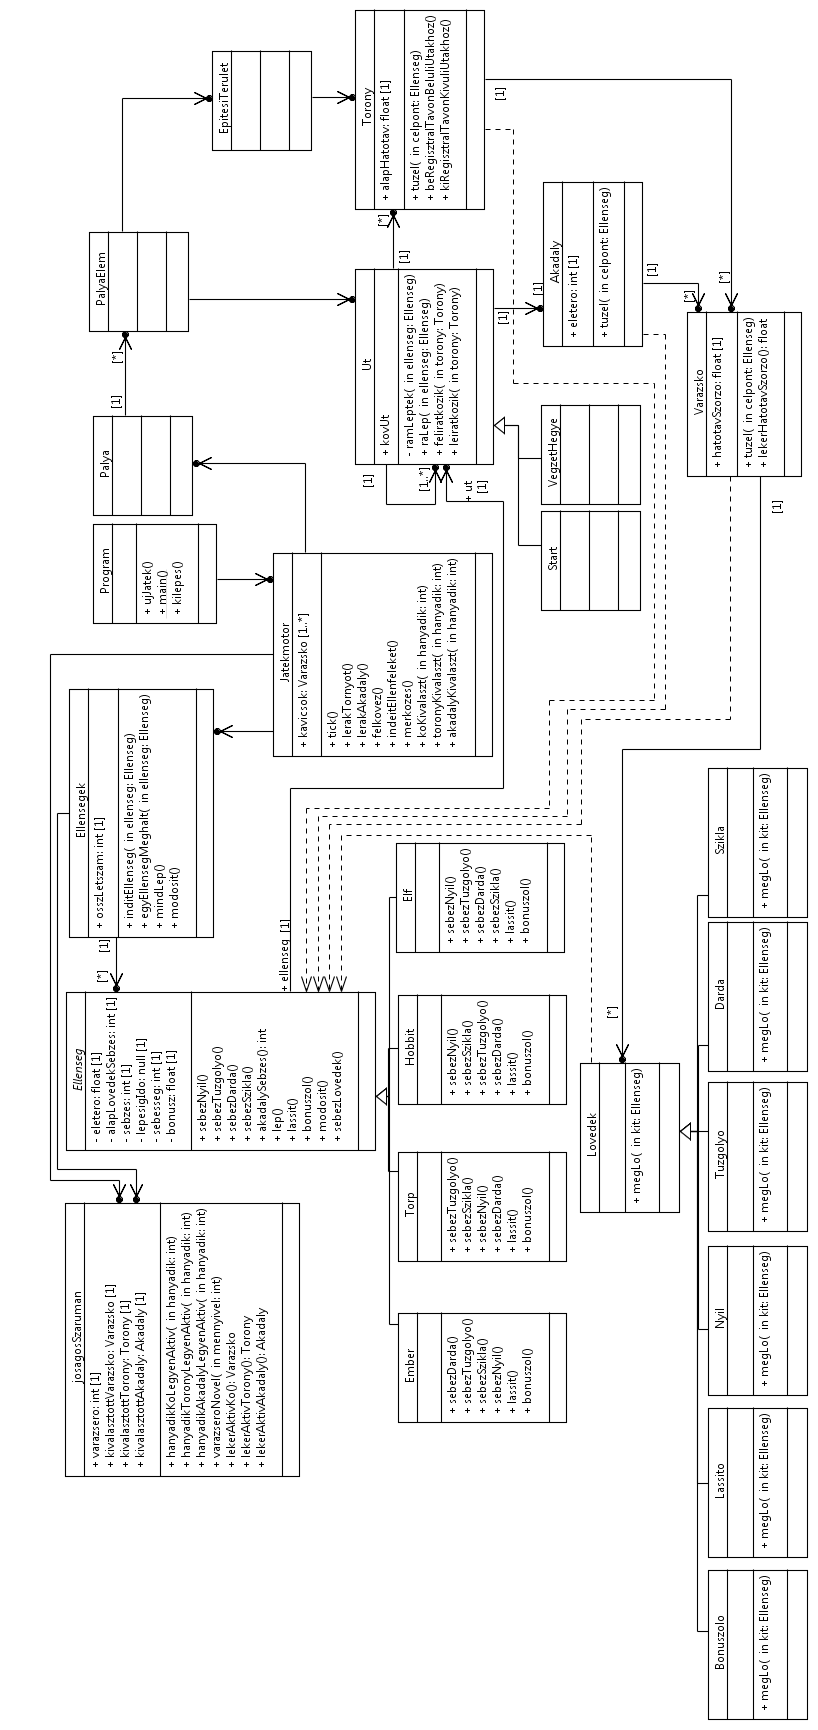 EpitesiTerulet
Torony
+ alapHatotav: float [1]
+ tuzel( in celpont: Ellenseg)
+ beRegisztralTavonBeluliUtakhoz()
+ kiRegisztralTavonKivuliUtakhoz()
[1]
PalyaElem
[*]
[1]
Ut
+ kovUt
- ramLeptek( in ellenseg: Ellenseg)
+ raLep( in ellenseg: Ellenseg)
+ feliratkozik( in torony: Torony)
+ leiratkozik( in torony: Torony)
Akadaly
+ eletero: int [1]
+ tuzel( in celpont: Ellenseg)
[1]
[1]
[1]
[*]
[*]
Varazsko
+ hatotavSzorzo: float [1]
+ tuzel( in celpont: Ellenseg)
+ lekerHatotavSzorzo(): float
[1]
[*]
[1]
Palya
[1]
[1..*]
+ ut
[1]
VegzetHegye
Start
Program
+ ujJatek()
+ main()
+ kilepes()
Jatekmotor
+ kavicsok: Varazsko [1..*]
+ tick()
+ lerakTornyot()
+ lerakAkadaly()
+ felkovez()
+ indeitEllenfeleket()
+ merkozes()
+ koKivalaszt( in hanyadik: int)
+ toronyKivalaszt( in hanyadik: int)
+ akadalyKivalaszt( in hanyadik: int)
Ellensegek
+ osszLetszam: int [1]
+ inditEllenseg( in ellenseg: Ellenseg)
+ egyEllensegMeghalt( in ellenseg: Ellenseg)
+ mindLep()
+ modosit()
[1]
[*]
+ ellenseg [1]
Ellenseg
- eletero: float [1]
- alapLovedekSebzes: int [1]
- sebzes: int [1]
- lepesigIdo: null [1]
- sebesseg: int [1]
- bonusz: float [1]
+ sebezNyil()
+ sebezTuzgolyo()
+ sebezDarda()
+ sebezSzikla()
+ akadalySebzes(): int
+ lep()
+ lassit()
+ bonuszol()
+ modosit()
+ sebezLovedek()
Elf
+ sebezNyil()
+ sebezTuzgolyo()
+ sebezDarda()
+ sebezSzikla()
+ lassit()
+ bonuszol()
Hobbit
+ sebezNyil()
+ sebezSzikla()
+ sebezTuzgolyo()
+ sebezDarda()
+ lassit()
+ bonuszol()
Torp
+ sebezTuzgolyo()
+ sebezSzikla()
+ sebezNyil()
+ sebezDarda()
+ lassit()
+ bonuszol()
Ember
+ sebezDarda()
+ sebezTuzgolyo()
+ sebezSzikla()
+ sebezNyil()
+ lassit()
+ bonuszol()
[*]
Lovedek
+ megLo( in kit: Ellenseg)
Szikla
+ megLo( in kit: Ellenseg)
Darda
+ megLo( in kit: Ellenseg)
Tuzgolyo
+ megLo( in kit: Ellenseg)
Nyil
+ megLo( in kit: Ellenseg)
Lassito
+ megLo( in kit: Ellenseg)
Bonuszolo
+ megLo( in kit: Ellenseg)
josagosSzaruman
+ varazsero: int [1]
+ kivalasztottVarazsko: Varazsko [1]
+ kivalasztottTorony: Torony [1]
+ kivalasztottAkadaly: Akadaly [1]
+ hanyadikKoLegyenAktiv( in hanyadik: int)
+ hanyadikToronyLegyenAktiv( in hanyadik: int)
+ hanyadikAkadalyLegyenAktiv( in hanyadik: int)
+ varazseroNovel( in mennyivel: int)
+ lekerAktivKo(): Varazsko
+ lekerAktivTorony(): Torony
+ lekerAktivAkadaly(): Akadaly